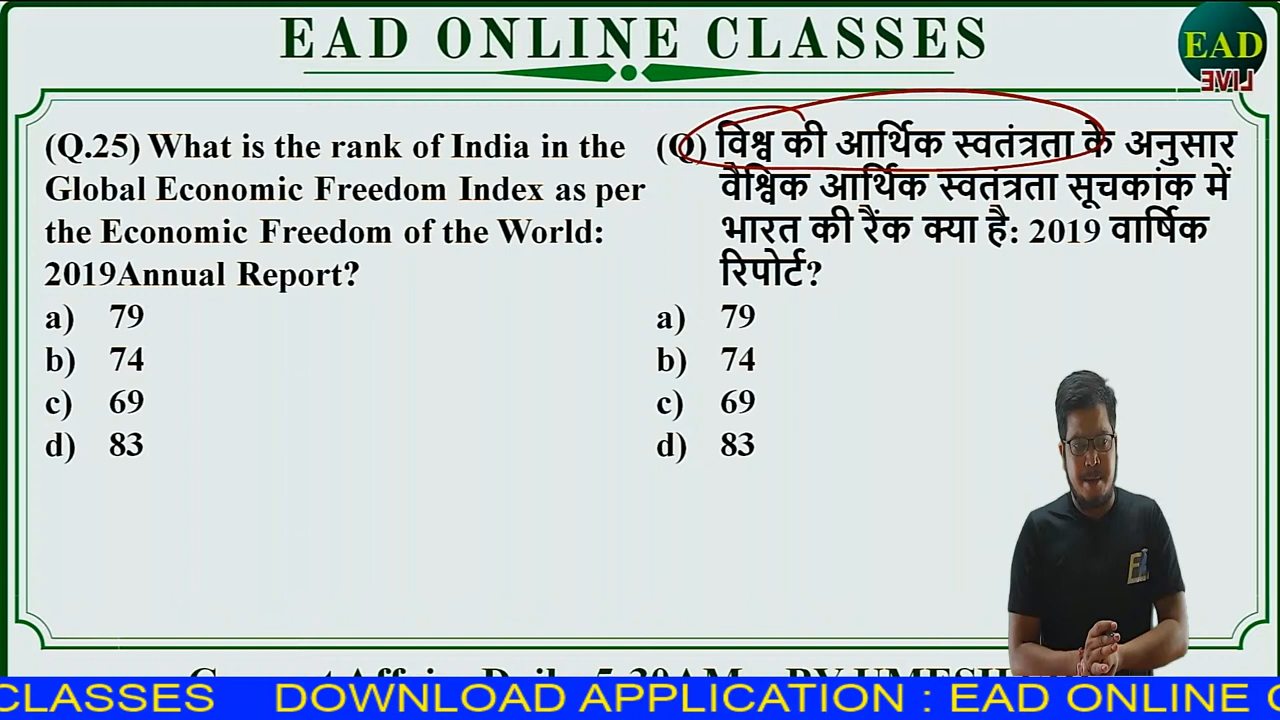 EAD ONLINE CLASSES
EAD
LIVE
(Q.25) What is the rank of India in the
Global Economic Freedom Index as per
the Economic Freedom of the World:
2019Annual Report?
a) 79
b) 74
c) 69
d) 83
(Q) विश्व की आर्थिक स्वतंत्रता के अनुसार
वैश्विक आर्थिक स्वतंत्रता सूचकांक में
भारत की रैंक क्या है: 2019 वार्षिक
रिपोर्ट?
a) 79
b) 74
c) 69
d) 83
CLASSES DOWNLOAD APPLICATION : EAD ONLINE